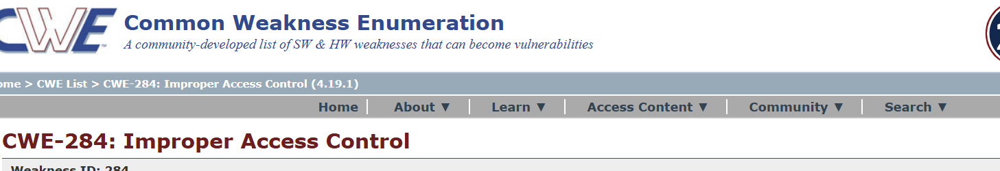 CWE
Common Weakness Enumeration
A community-developed list of SW & HW weaknesses that can become vulnerabilities
ome > CWE List > CWE-284: Improper Access Control (4.19.1)
Home About ▼ Learn ▼ Access Content ▼ Community ▼ Search ▼
CWE-284: Improper Access Control
Weakness ID: 284